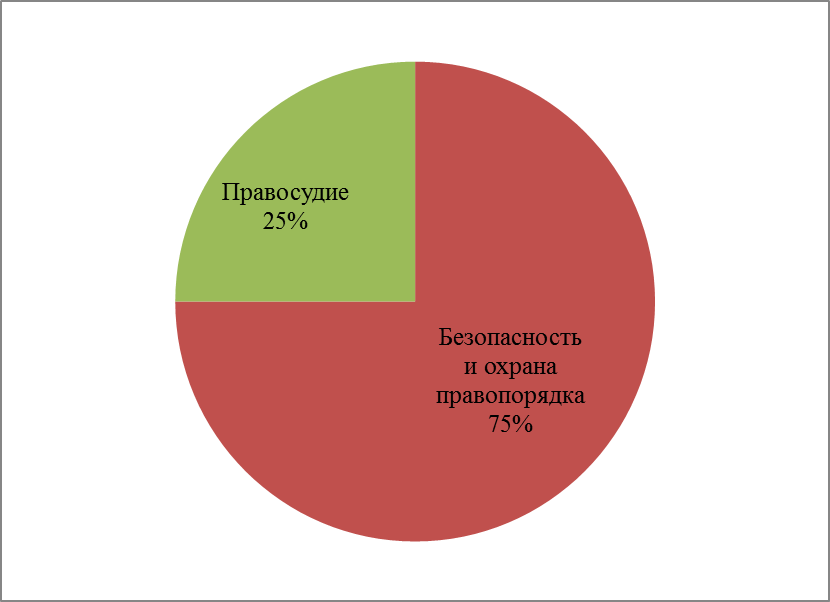 Правосудие
25%
Безопасность
и охрана
правопорядка
75%